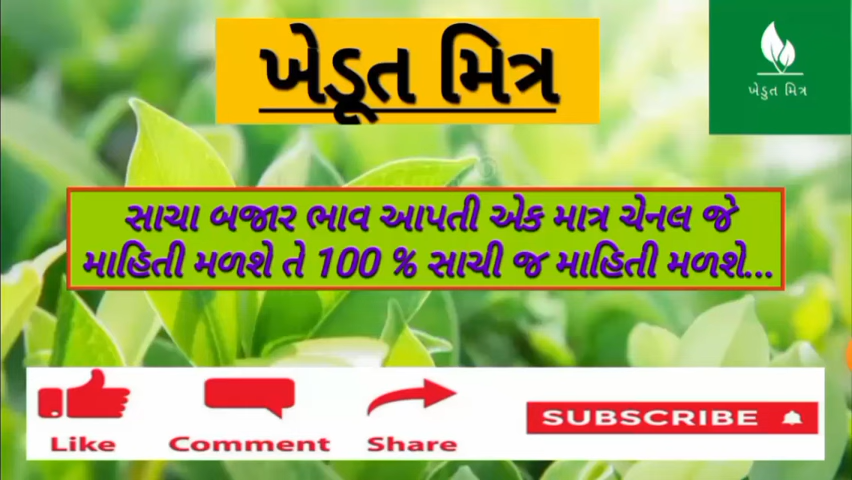 ખેડૂત મિત્ર
ખેડુત મિત્ર
સાચા બજાર ભાવ આપતી એક માત્ર ચેનલ જે
માહિતી મળશે તે 100 % સાચી જ માહિતી મળશે...
Like
Comment
Share
SUBSCRIBE